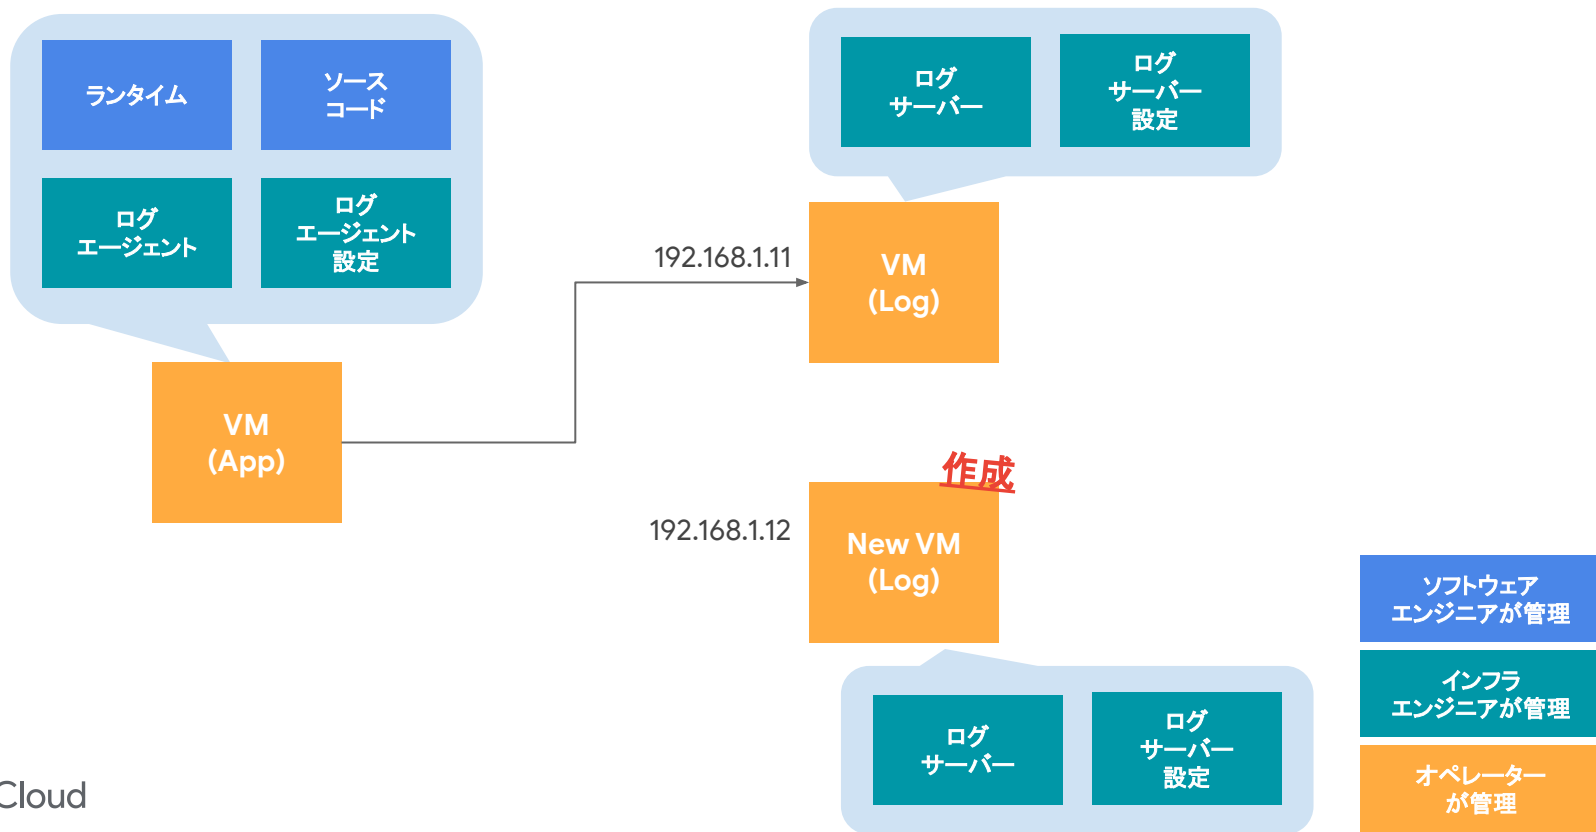 ランタイム
ソース
コード
ログ
エージェント
ログ
エージェント
設定
VM
(App)
192.168.1.11
ログ
サーバー
ログ
サーバー
設定
VM
(Log)
作成
192.168.1.12
New VM
(Log)
ログ
サーバー
ログ
サーバー
設定
ソフトウェア
エンジニアが管理
インフラ
エンジニアが管理
オペレーター
が管理
Cloud